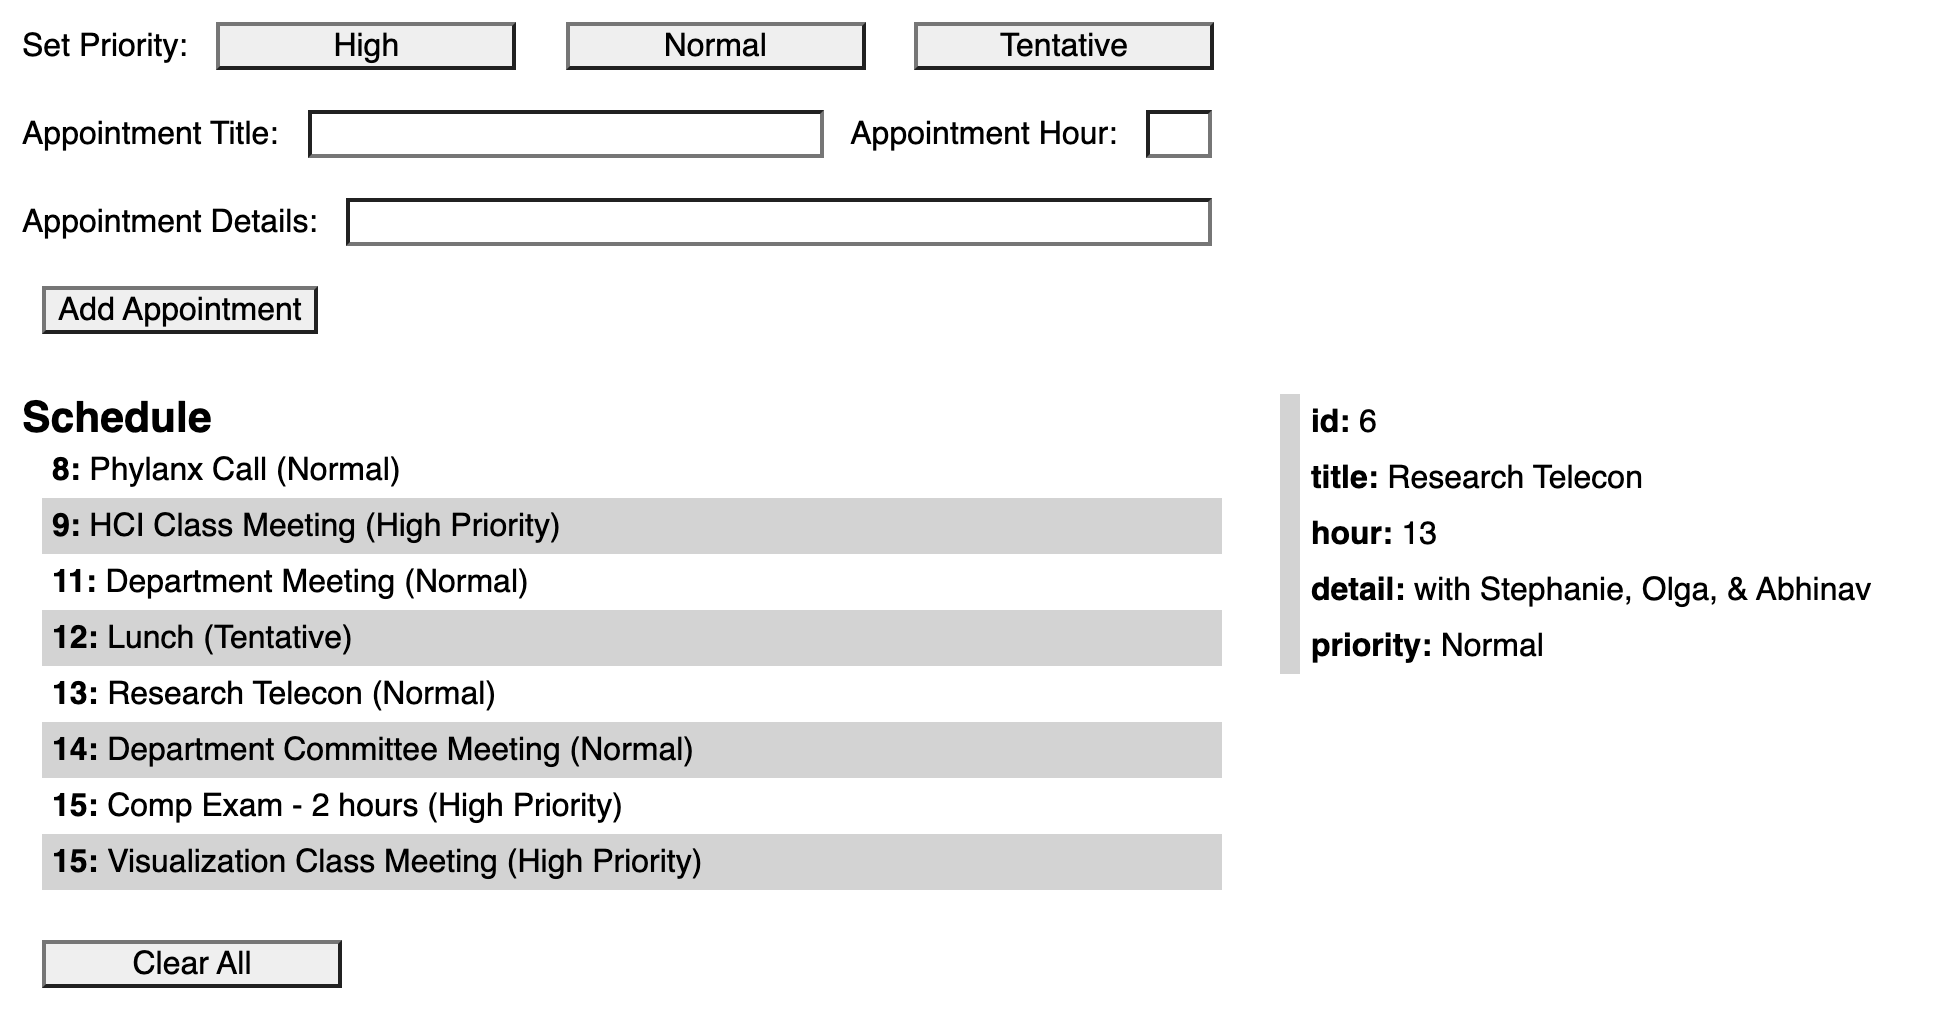 Set Priority: High Normal Tentative
Appointment Title: Appointment Hour:
Appointment Details:
Add Appointment
Schedule
8: Phylanx Call (Normal)
9: HCI Class Meeting (High Priority)
11: Department Meeting (Normal)
12: Lunch (Tentative)
13: Research Telecon (Normal)
14: Department Committee Meeting (Normal)
15: Comp Exam - 2 hours (High Priority)
15: Visualization Class Meeting (High Priority)
Clear All
id: 6
title: Research Telecon
hour: 13
detail: with Stephanie, Olga, & Abhinav
priority: Normal